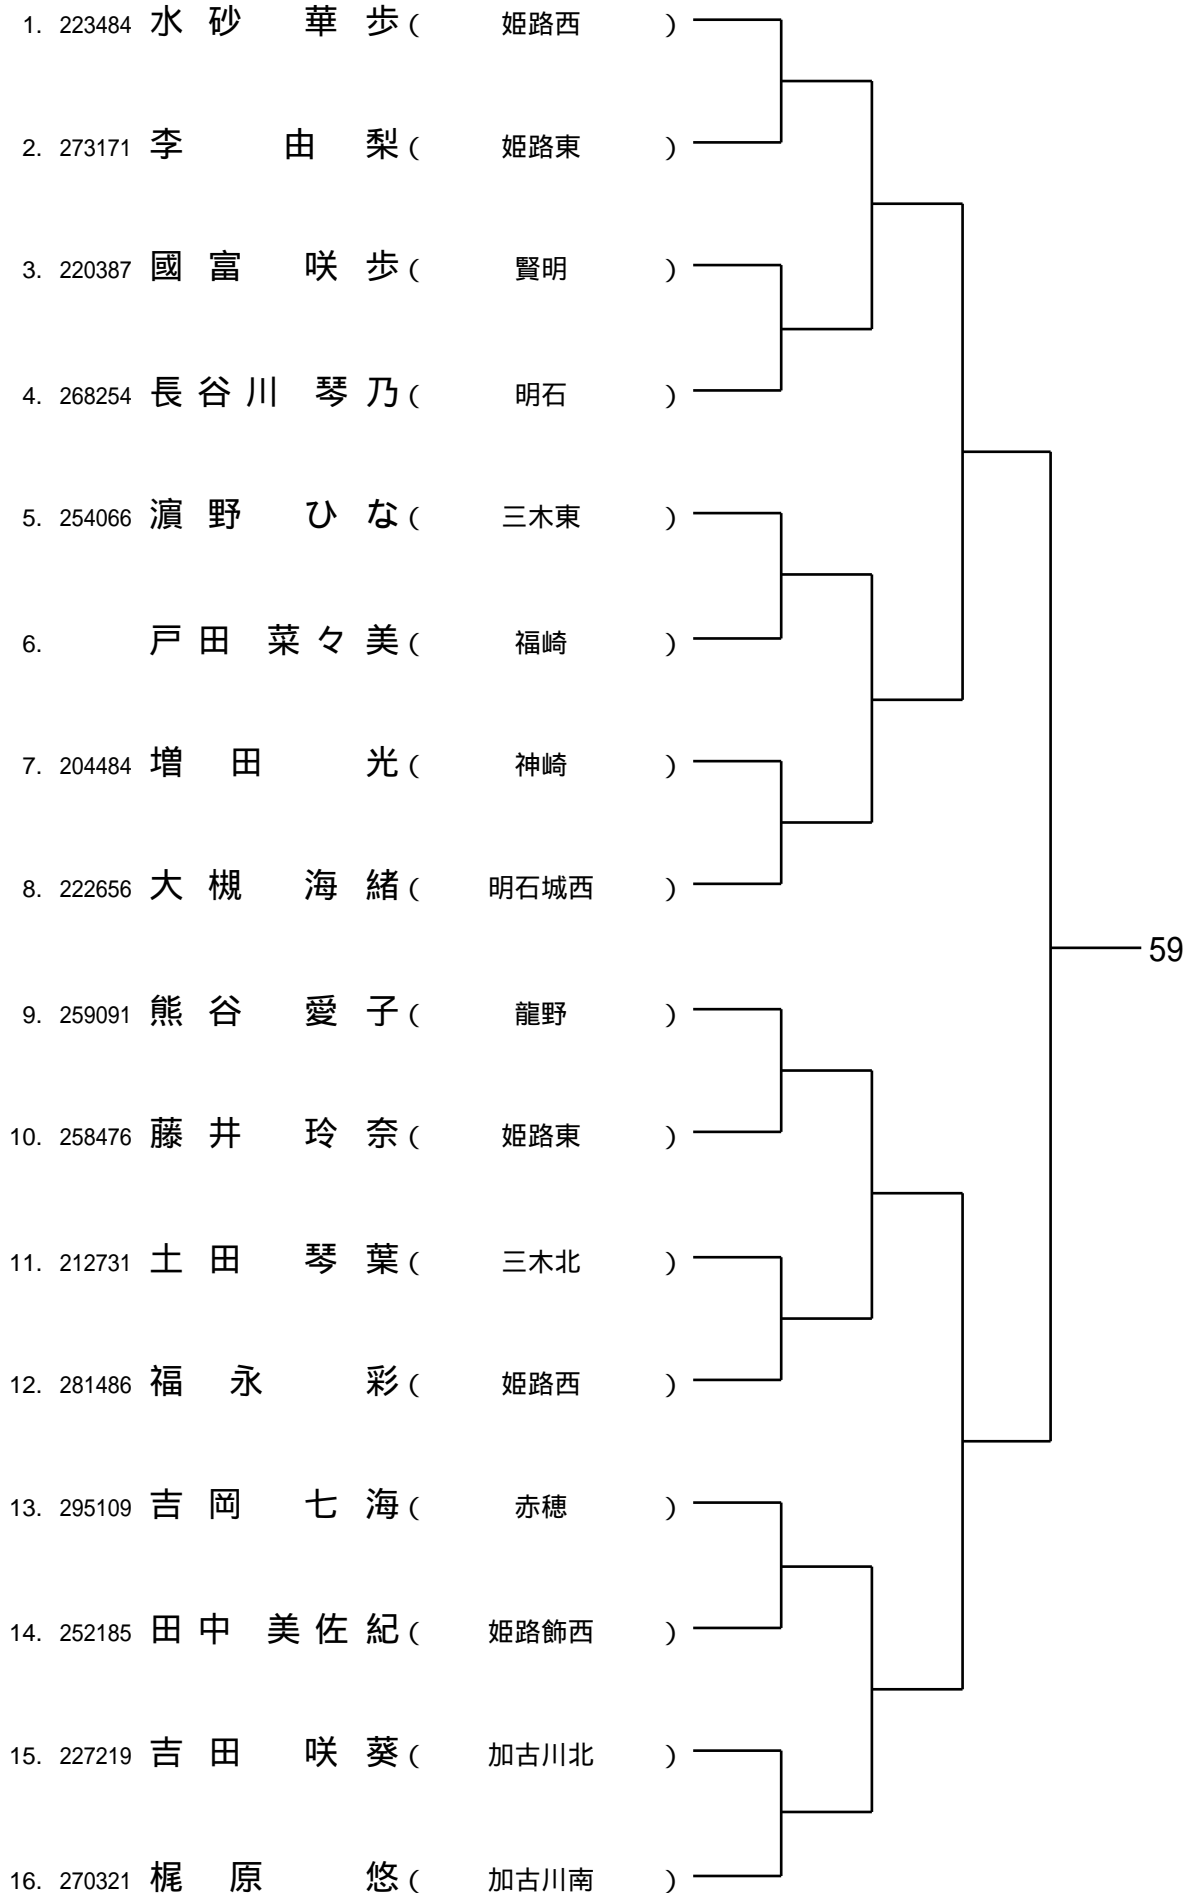 1. 223484 水砂 華歩 ( 姫路西 )
2. 273171 李 由梨 ( 姫路東 )
3. 220387 國富 咲歩 ( 賢明 )
4. 268254 長谷川 琴乃 ( 明石 )
5. 254066 濵野 ひな ( 三木東 )
6. 戸田 菜々美 ( 福崎 )
7. 204484 増田 光 ( 神崎 )
8. 222656 大槻 海緒 ( 明石城西 )
59
9. 259091 熊谷 愛子 ( 龍野 )
10. 258476 藤井 玲奈 ( 姫路東 )
11. 212731 土田 琴葉 ( 三木北 )
12. 281486 福永 彩 ( 姫路西 )
13. 295109 吉岡 七海 ( 赤穂 )
14. 252185 田中 美佐紀 ( 姫路飾西 )
15. 227219 吉田 咲葵 ( 加古川北 )
16. 270321 梶原 悠 ( 加古川南 )